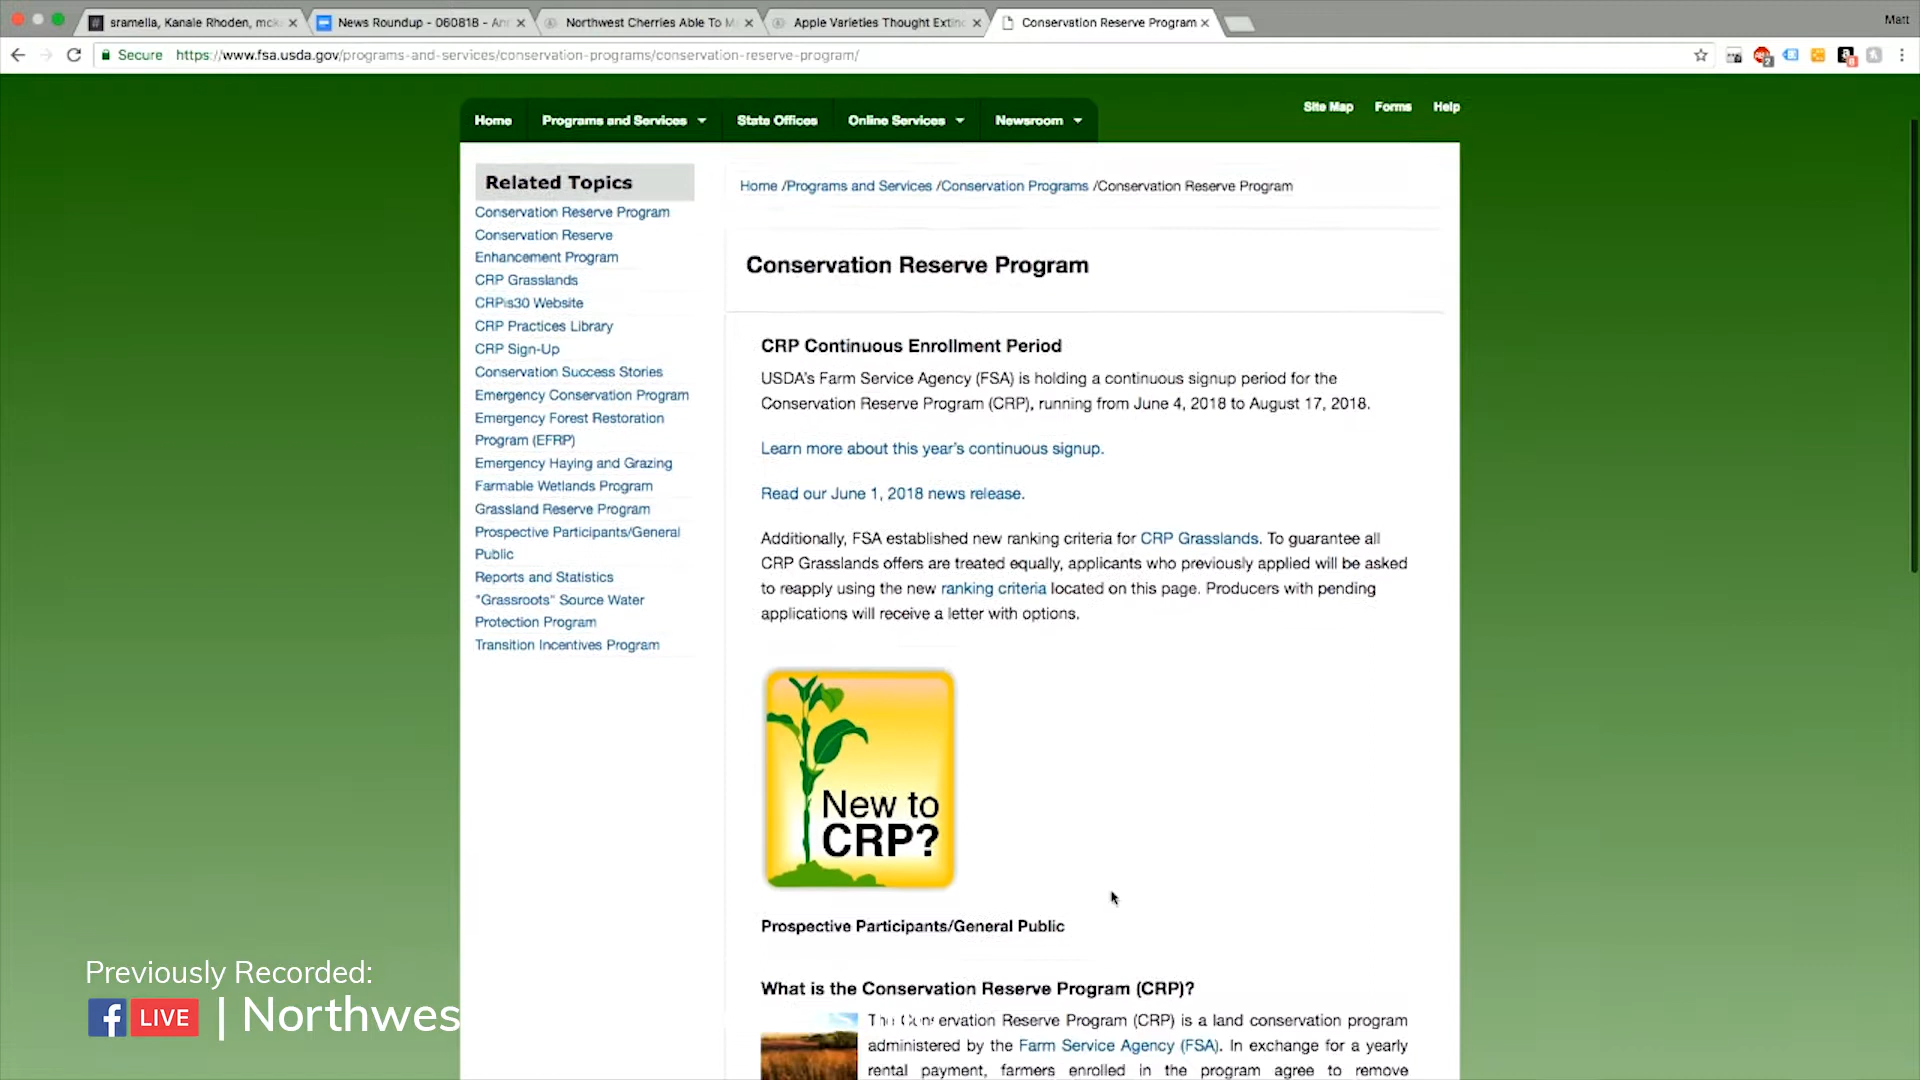 sramella, Kanale Rhoden, mck
News Roundup - 060818 - An
Northwest Cherries Able To M
Apple Varieties Thought Extinc
Conservation Reserve Program
Matt
Secure https://www.fsa.usda.gov/programs-and-services/conservation-programs/conservation-reserve-program/
Site Map Forms Help
Home Programs and Services State Offices Online Services Newsroom
Related Topics
Conservation Reserve Program
Conservation Reserve
Enhancement Program
CRP Grasslands
CRPis30 Website
CRP Practices Library
CRP Sign-Up
Conservation Success Stories
Emergency Conservation Program
Emergency Forest Restoration
Program (EFRP)
Emergency Haying and Grazing
Farmable Wetlands Program
Grassland Reserve Program
Prospective Participants/General
Public
Reports and Statistics
"Grassroots" Source Water
Protection Program
Transition Incentives Program
Home /Programs and Services /Conservation Programs /Conservation Reserve Program
Conservation Reserve Program
CRP Continuous Enrollment Period
USDA's Farm Service Agency (FSA) is holding a continuous signup period for the
Conservation Reserve Program (CRP), running from June 4, 2018 to August 17, 2018.
Learn more about this year's continuous signup.
Read our June 1, 2018 news release.
Additionally, FSA established new ranking criteria for CRP Grasslands. To guarantee all
CRP Grasslands offers are treated equally, applicants who previously applied will be asked
to reapply using the new ranking criteria located on this page. Producers with pending
applications will receive a letter with options.
New to
CRP?
Prospective Participants/General Public
What is the Conservation Reserve Program (CRP)?
The Conservation Reserve Program (CRP) is a land conservation program
administered by the Farm Service Agency (FSA). In exchange for a yearly
rental payment, farmers enrolled in the program agree to remove
Previously Recorded:
f LIVE | Northwes